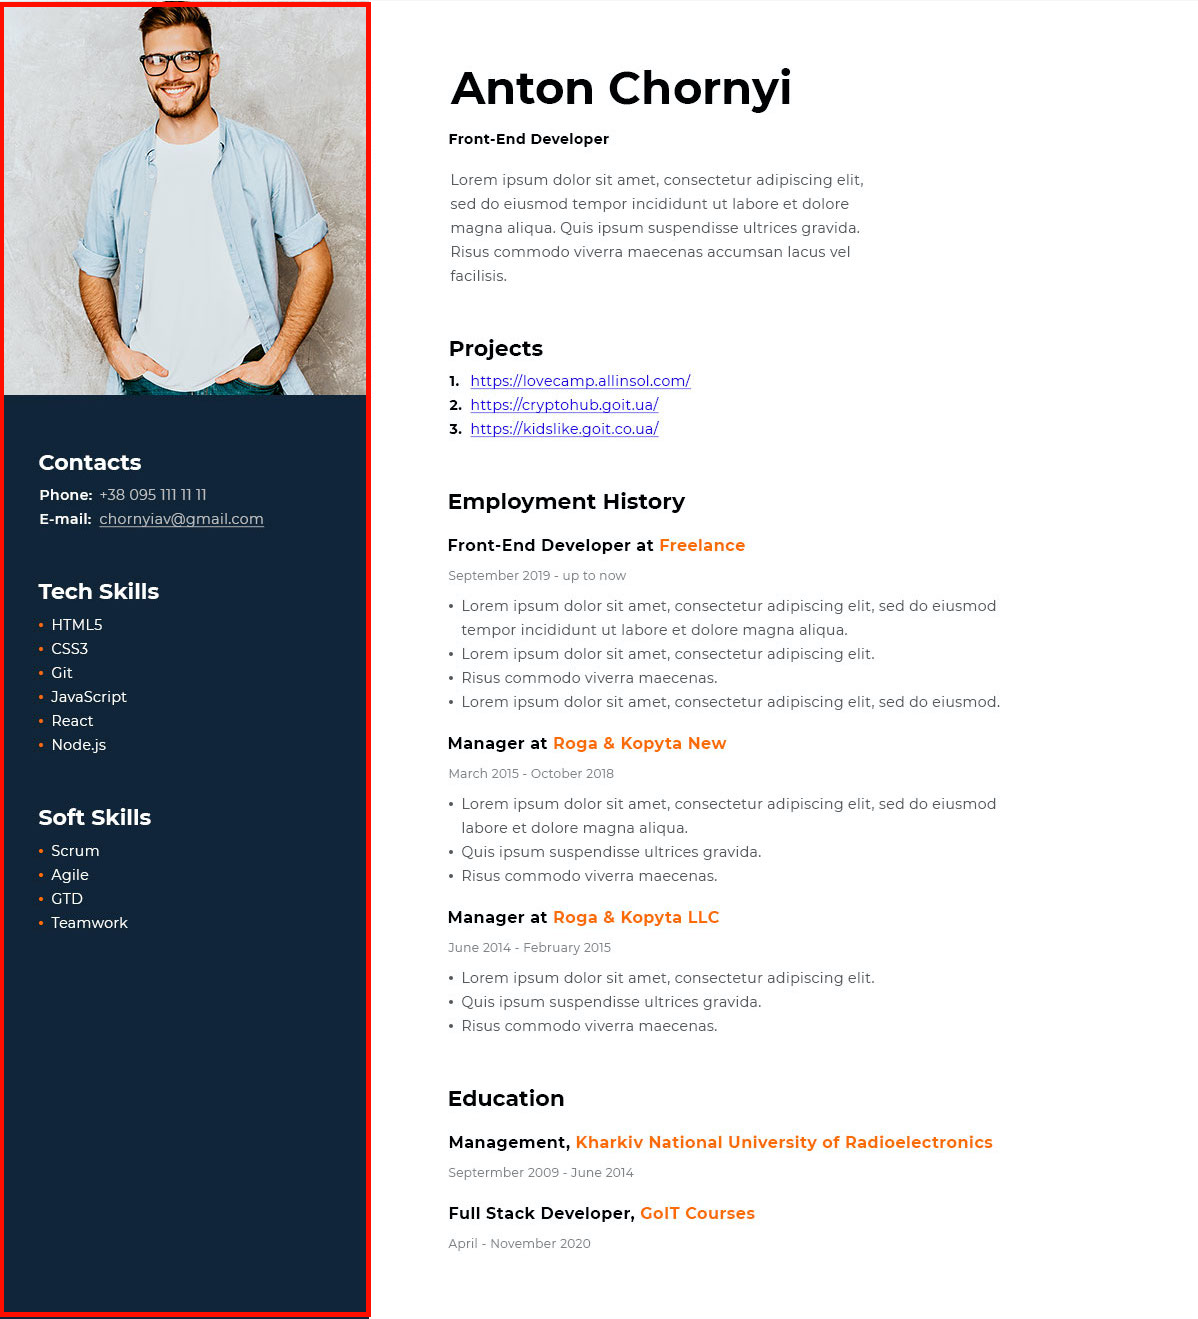 Contacts
Phone: +38 095 111 11 11
E-mail: chornyiav@gmail.com
Tech Skills
• HTML5
• CSS3
• Git
• JavaScript
• React
• Node.js
Soft Skills
• Scrum
• Agile
• GTD
• Teamwork
Anton Chornyi
Front-End Developer
Lorem ipsum dolor sit amet, consectetur adipiscing elit,
sed do eiusmod tempor incididunt ut labore et dolore
magna aliqua. Quis ipsum suspendisse ultrices gravida.
Risus commodo viverra maecenas accumsan lacus vel
facilisis.
Projects
1. https://lovecamp.allinsol.com/
2. https://cryptohub.goit.ua/
3. https://kidslike.goit.co.ua/
Employment History
Front-End Developer at Freelance
September 2019 - up to now
• Lorem ipsum dolor sit amet, consectetur adipiscing elit, sed do eiusmod
tempor incididunt ut labore et dolore magna aliqua.
• Lorem ipsum dolor sit amet, consectetur adipiscing elit.
• Risus commodo viverra maecenas.
• Lorem ipsum dolor sit amet, consectetur adipiscing elit, sed do eiusmod.
Manager at Roga & Kopyta New
March 2015 - October 2018
• Lorem ipsum dolor sit amet, consectetur adipiscing elit, sed do eiusmod
labore et dolore magna aliqua.
• Quis ipsum suspendisse ultrices gravida.
• Risus commodo viverra maecenas.
Manager at Roga & Kopyta LLC
June 2014 - February 2015
• Lorem ipsum dolor sit amet, consectetur adipiscing elit.
• Quis ipsum suspendisse ultrices gravida.
• Risus commodo viverra maecenas.
Education
Management, Kharkiv National University of Radioelectronics
Septermber 2009 - June 2014
Full Stack Developer, GoIT Courses
April - November 2020